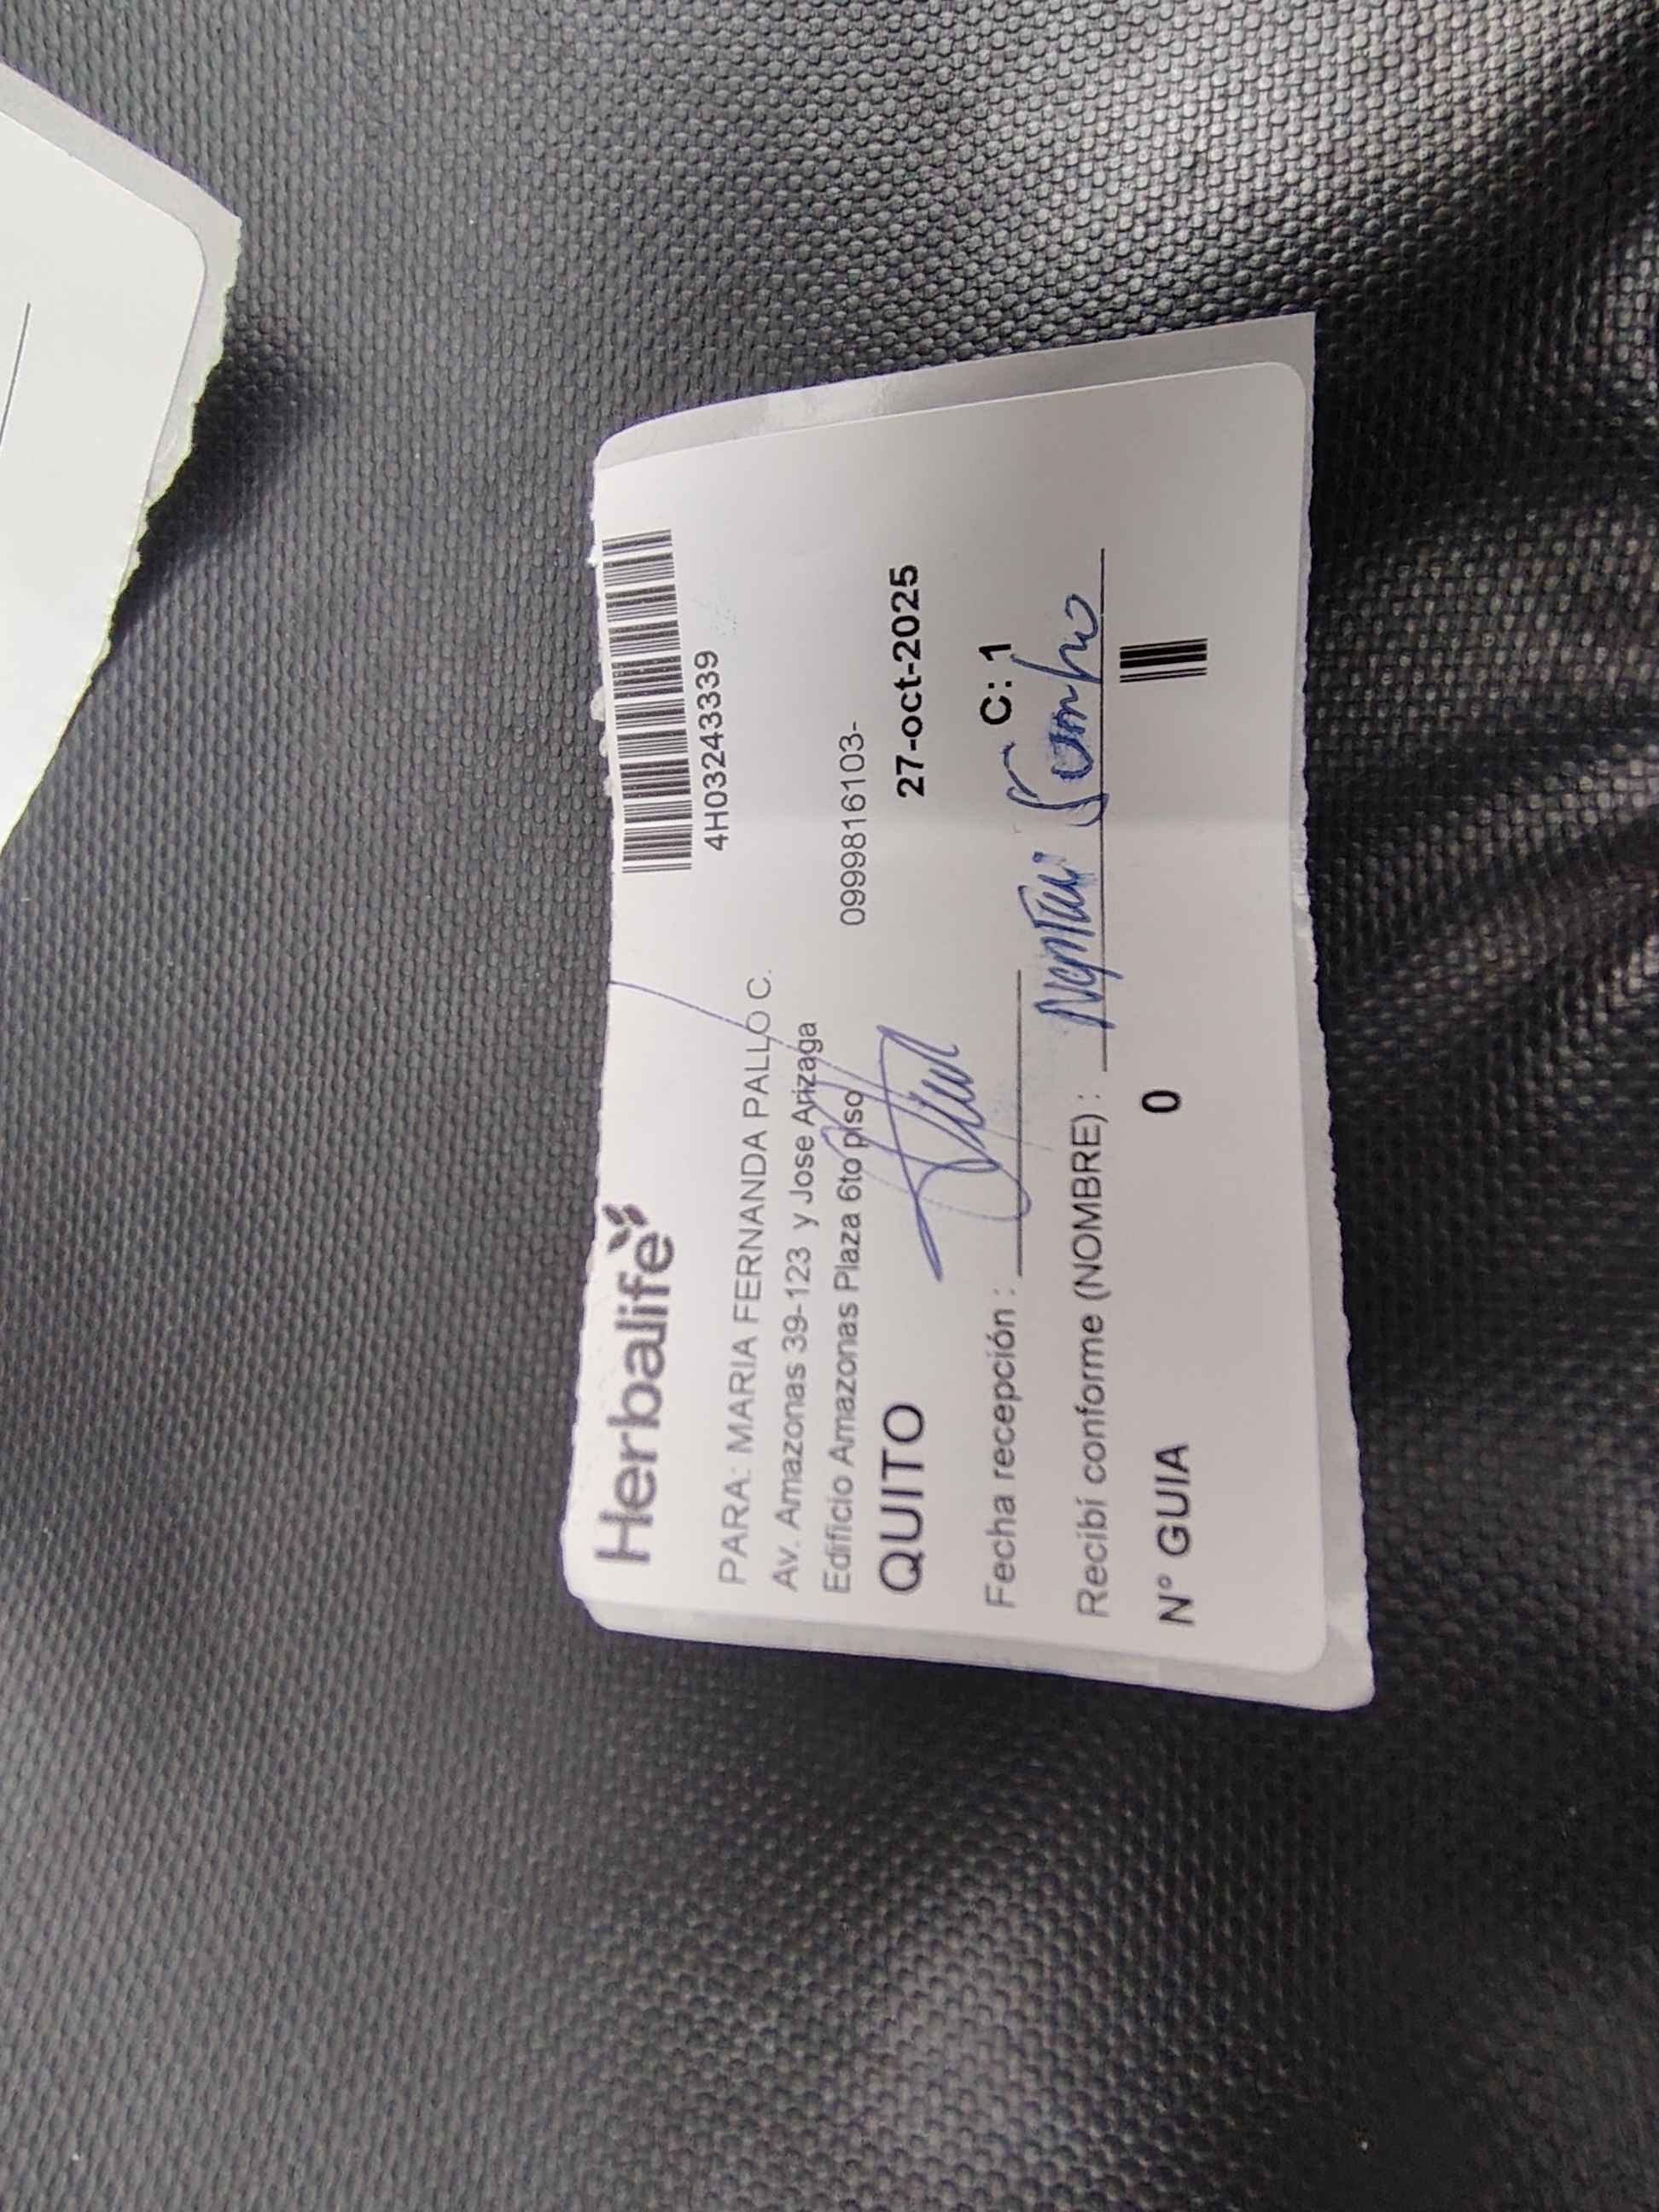 Herbalife
4H03243339
PARA: MARIA FERNANDA PALLO C.
Av. Amazonas 39-123 y Jose Arizaga
Edificio Amazonas Plaza 6to piso
0999816103-
QUITO
27-oct-2025
Fecha recepción :
C: 1
Recibí conforme (NOMBRE) :
N° GUIA 0